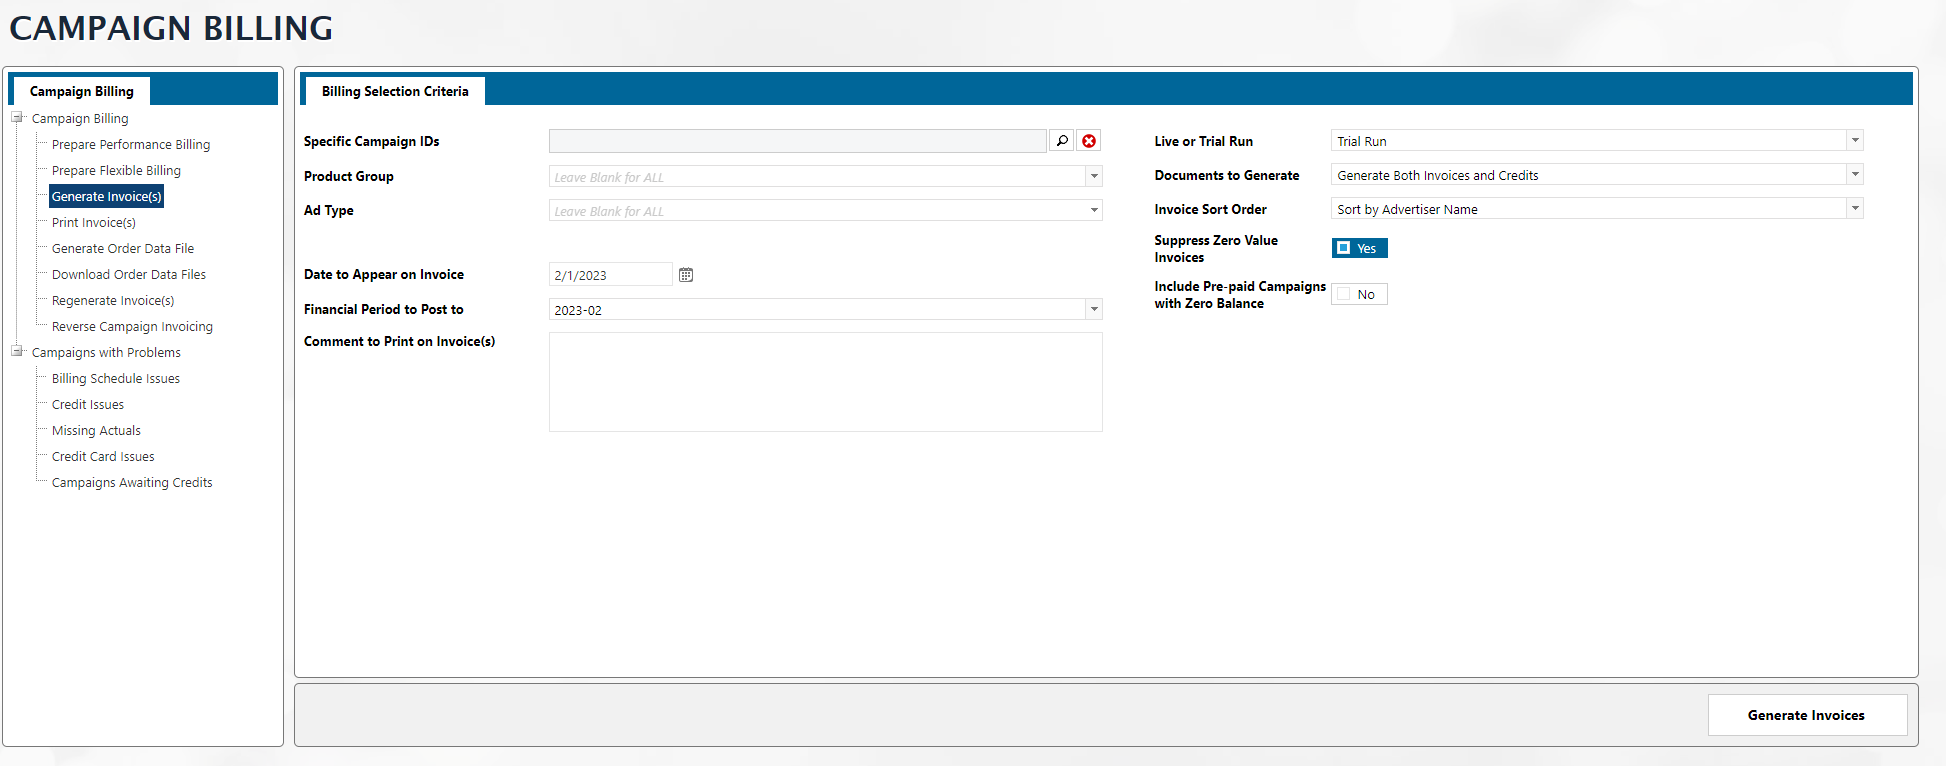 CAMPAIGN BILLING
Campaign Billing
Campaign Billing
Prepare Performance Billing
Prepare Flexible Billing
Generate Invoice(s)
Print Invoice(s)
Generate Order Data File
Download Order Data Files
Regenerate Invoice(s)
Reverse Campaign Invoicing
Campaigns with Problems
Billing Schedule Issues
Credit Issues
Missing Actuals
Credit Card Issues
Campaigns Awaiting Credits
Billing Selection Criteria
Specific Campaign IDs
Product Group Leave Blank for ALL
Ad Type Leave Blank for ALL
Date to Appear on Invoice 2/1/2023
Financial Period to Post to 2023-02
Comment to Print on Invoice(s)
Live or Trial Run Trial Run
Documents to Generate Generate Both Invoices and Credits
Invoice Sort Order Sort by Advertiser Name
Suppress Zero Value
Invoices Yes
Include Pre-paid Campaigns
with Zero Balance No
Generate Invoices